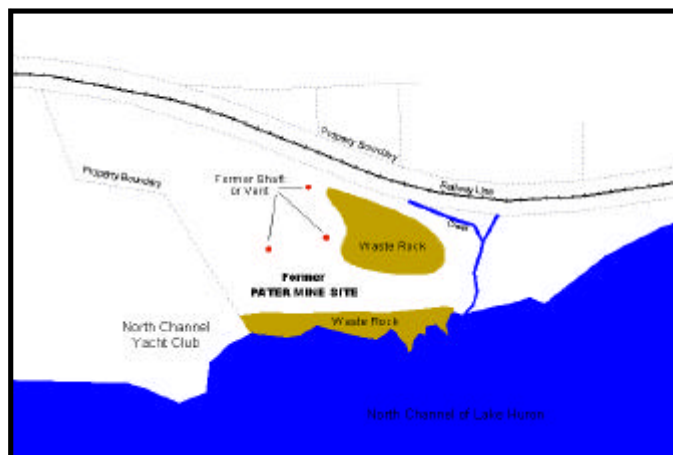 Property Boundary
Railway Line
Property Boundary
Former Shaft
or Vent
Creek
Waste Rock
Former
PATER MINE SITE
Waste Rock
North Channel
Yacht Club
North Channel of Lake Huron